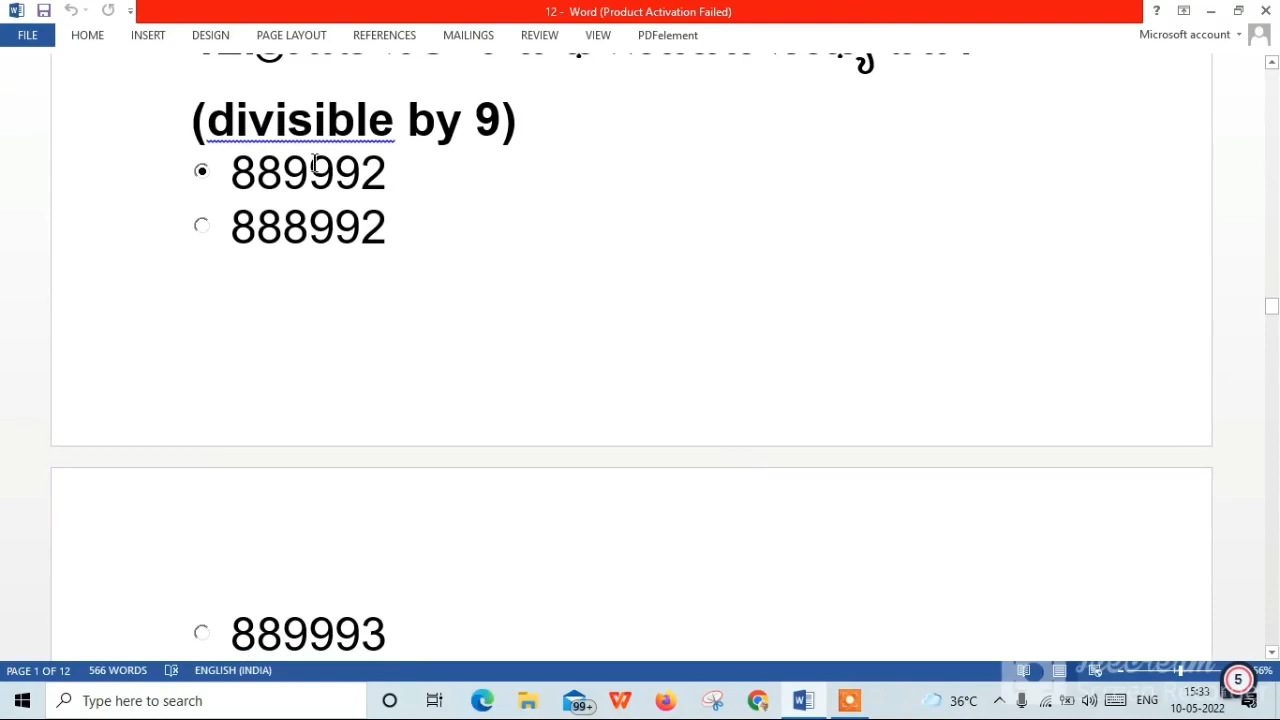 12 - Word (Product Activation Failed)
FILE HOME INSERT DESIGN PAGE LAYOUT REFERENCES MAILINGS REVIEW VIEW PDFelement Microsoft account
(divisible by 9)
889992
888992
889993
PAGE 1 OF 12 566 WORDS ENGLISH (INDIA) 56%
Type here to search 99+ 36°C ENG 15:33 5
10-05-2022